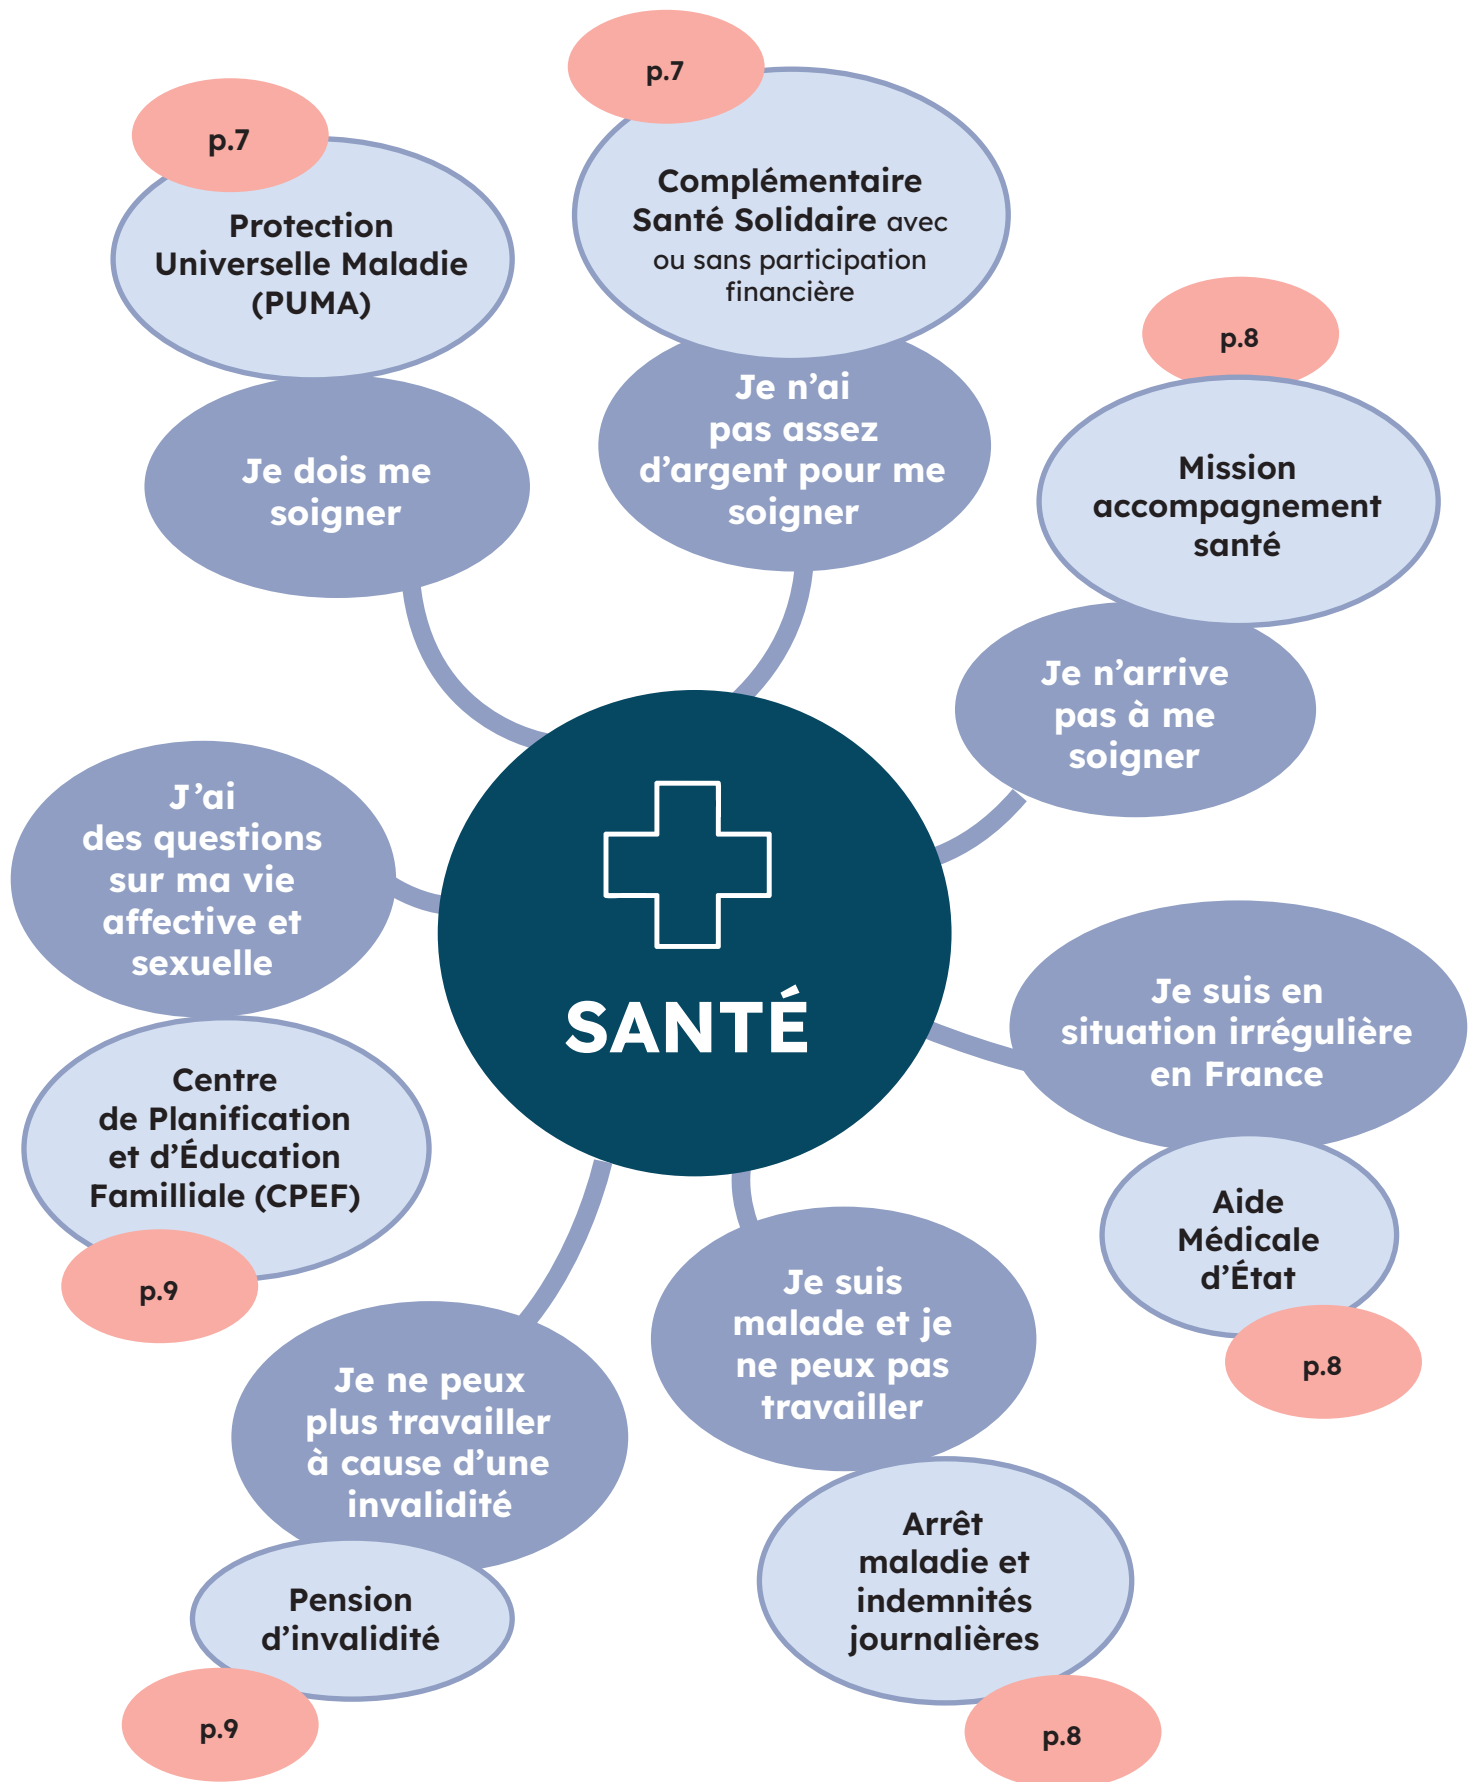 p.7
Protection
Universelle Maladie
(PUMA)
Je dois me
soigner
p.7
Complémentaire
Santé Solidaire avec
ou sans participation
financière
Je n’ai
pas assez
d’argent pour me
soigner
p.8
Mission
accompagnement
santé
Je n’arrive
pas à me
soigner
SANTÉ
J’ai
des questions
sur ma vie
affective et
sexuelle
Centre
de Planification
et d’Éducation
Familliale (CPEF)
p.9
Je suis en
situation irrégulière
en France
Aide
Médicale
d’État
p.8
Je suis
malade et je
ne peux pas
travailler
Arrêt
maladie et
indemnités
journalières
p.8
Je ne peux
plus travailler
à cause d’une
invalidité
Pension
d’invalidité
p.9